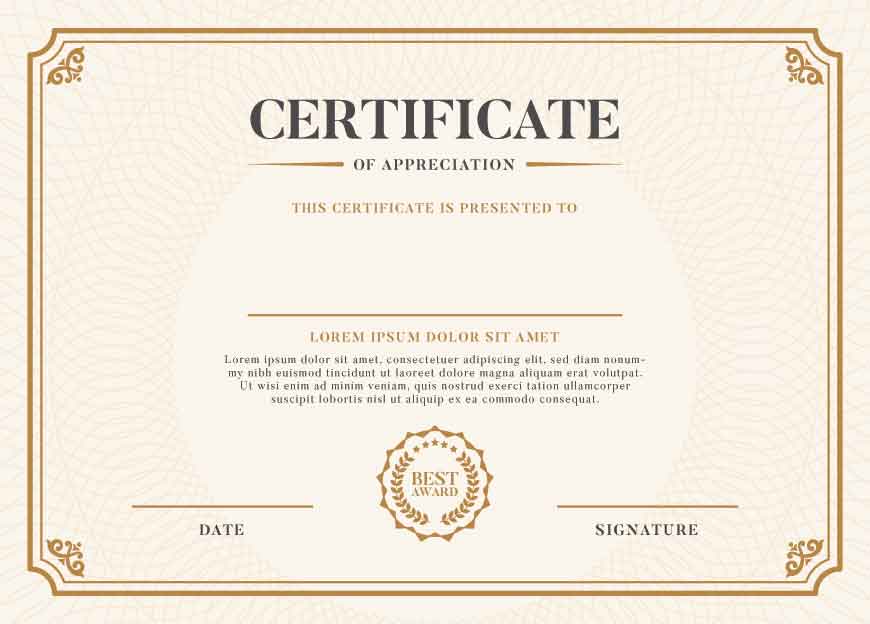 CERTIFICATE
OF APPRECIATION
THIS CERTIFICATE IS PRESENTED TO
LOREM IPSUM DOLOR SIT AMET
Lorem ipsum dolor sit amet, consectetuer adipiscing elit, sed diam nonum-
my nibh euismod tincidunt ut laoreet dolore magna aliquam erat volutpat.
Ut wisi enim ad minim veniam, quis nostrud exerci tation ullamcorper
suscipit lobortis nisl ut aliquip ex ea commodo consequat.
BEST
AWARD
DATE
SIGNATURE